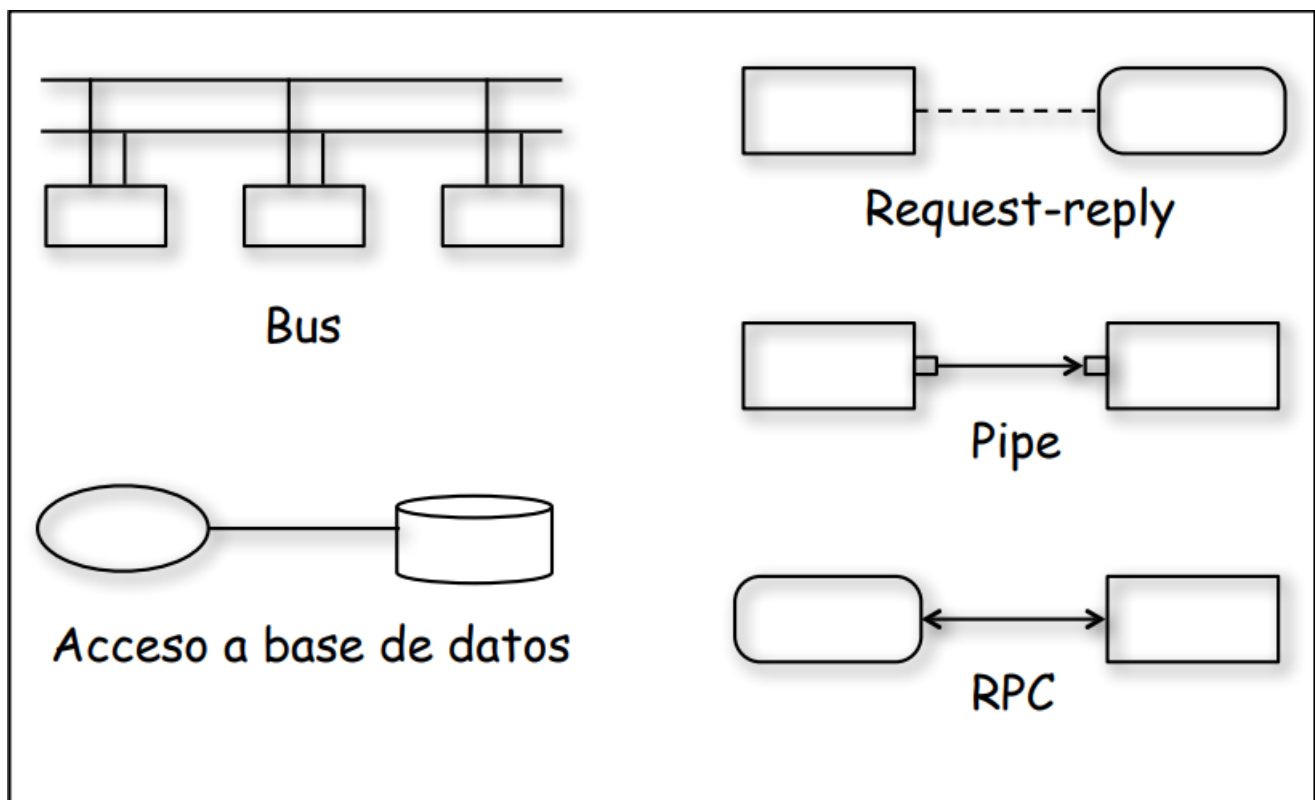 Bus
Acceso a base de datos
Request-reply
Pipe
RPC